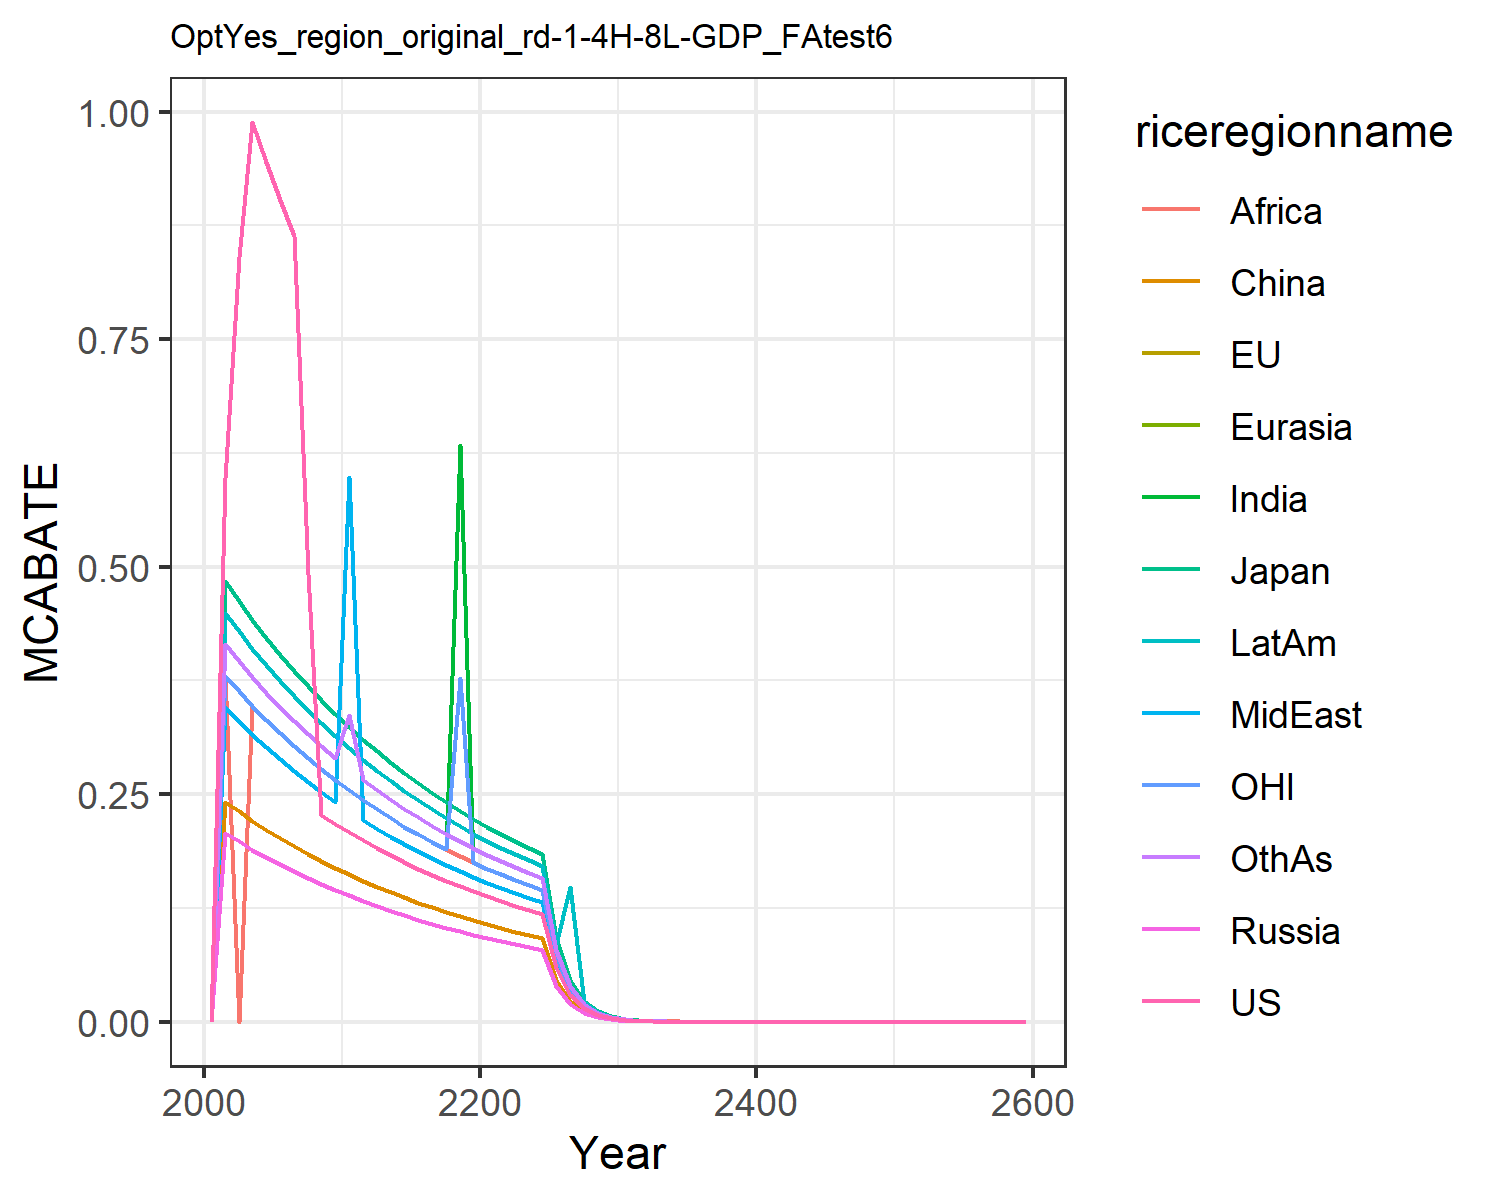 OptYes_region_original_rd-1-4H-8L-GDP_FAtest6
1.00
0.75
0.50
0.25
0.00
MCABATE
2000 2200 2400 2600
Year
riceregionname
Africa
China
EU
Eurasia
India
Japan
LatAm
MidEast
OHI
OthAs
Russia
US